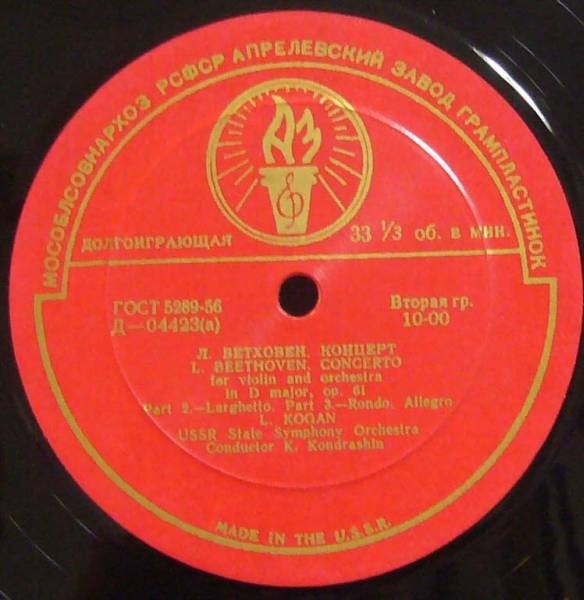 МОСОБЛСОВНАРХОЗ РСФСР АПРЕЛЕВСКИЙ ЗАВОД ГРАМПЛАСТИНОК
АЗ
ДОЛГОИГРАЮЩАЯ 33 1/3 об. в мин.
ГОСТ 5289-56 Вторая гр.
Д—04423(а) 10-00
Л. БЕТХОВЕН, КОНЦЕРТ
L. BEETHOVEN, CONCERTO
for violin and orchestra
in D major, op. 61
Part 2.—Larghetto, Part 3.—Rondo, Allegro
L. KOGAN
USSR State Symphony Orchestra
Conductor K. Kondrashin
MADE IN THE U.S.S.R.